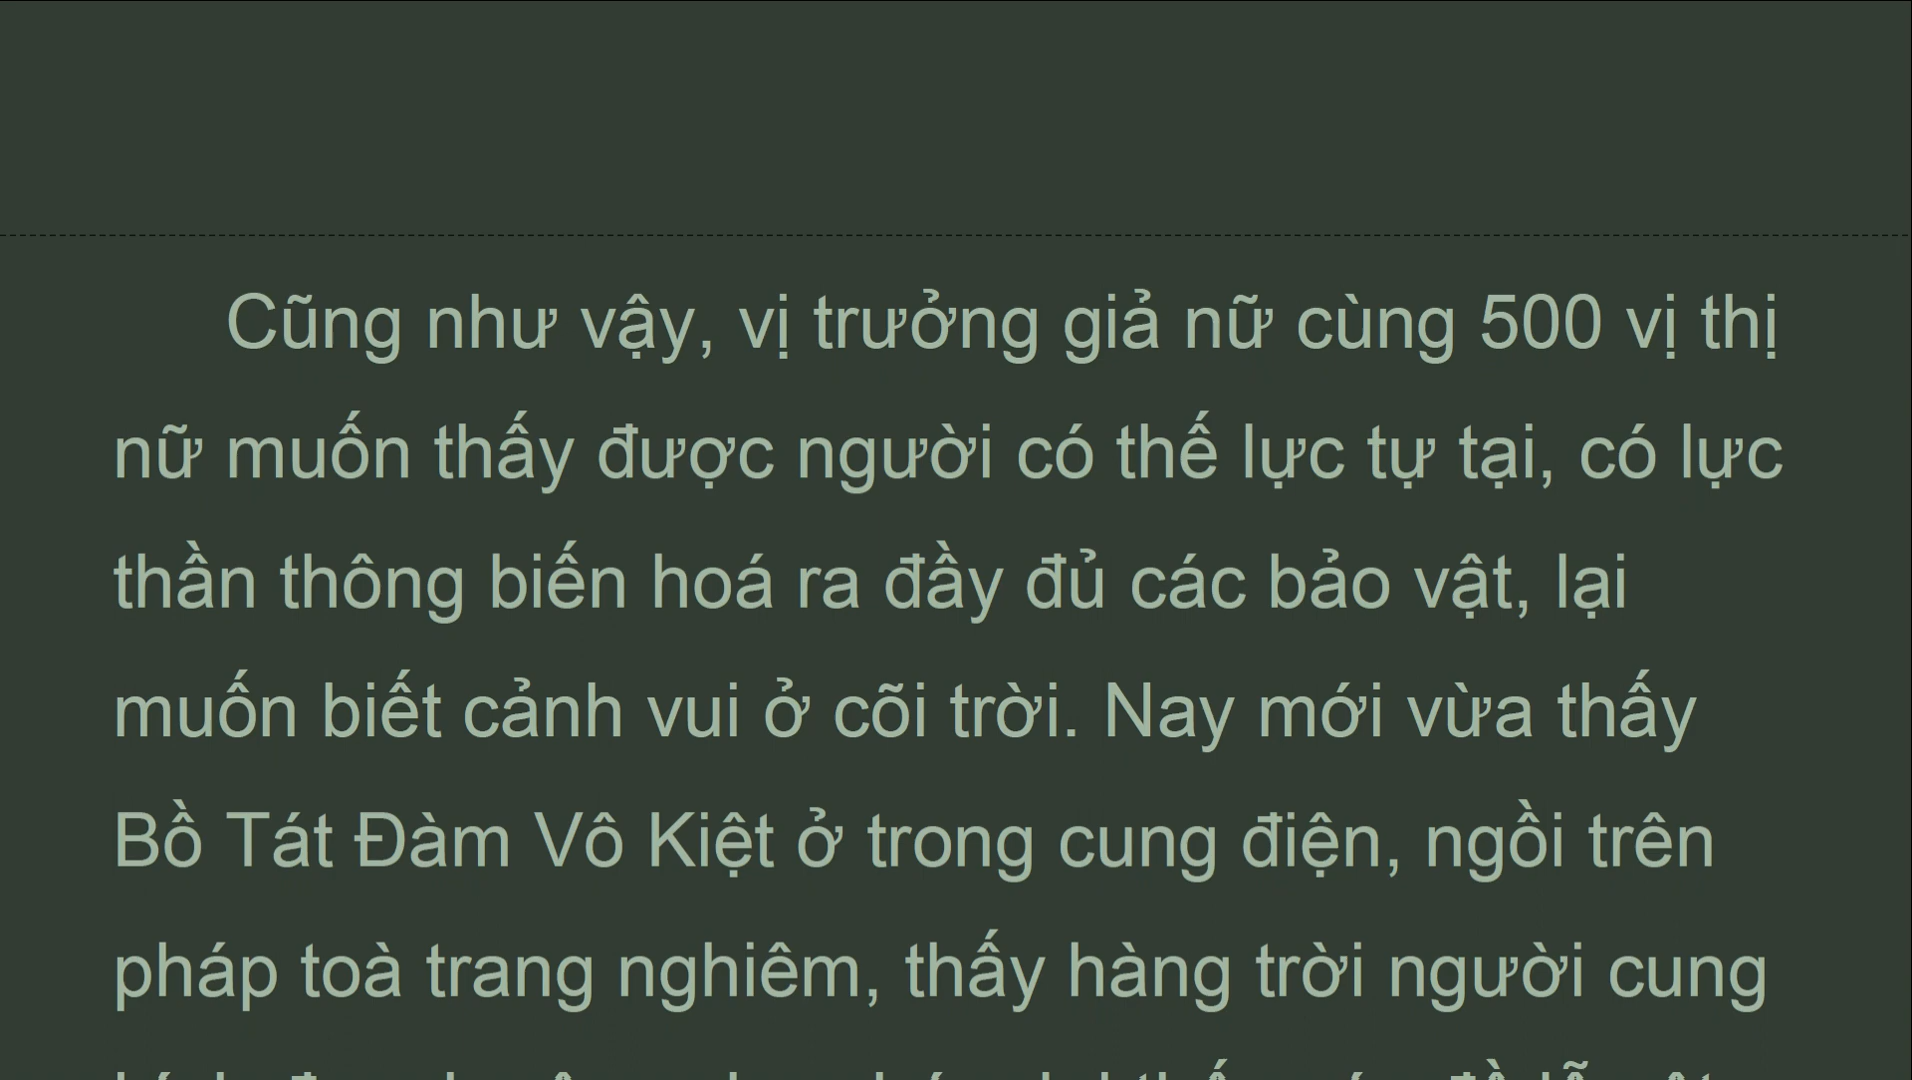 Cũng như vậy, vị trưởng giả nữ cùng 500 vị thị
nữ muốn thấy được người có thế lực tự tại, có lực
thần thông biến hoá ra đầy đủ các bảo vật, lại
muốn biết cảnh vui ở cõi trời. Nay mới vừa thấy
Bồ Tát Đàm Vô Kiệt ở trong cung điện, ngồi trên
pháp toà trang nghiêm, thấy hàng trời người cung